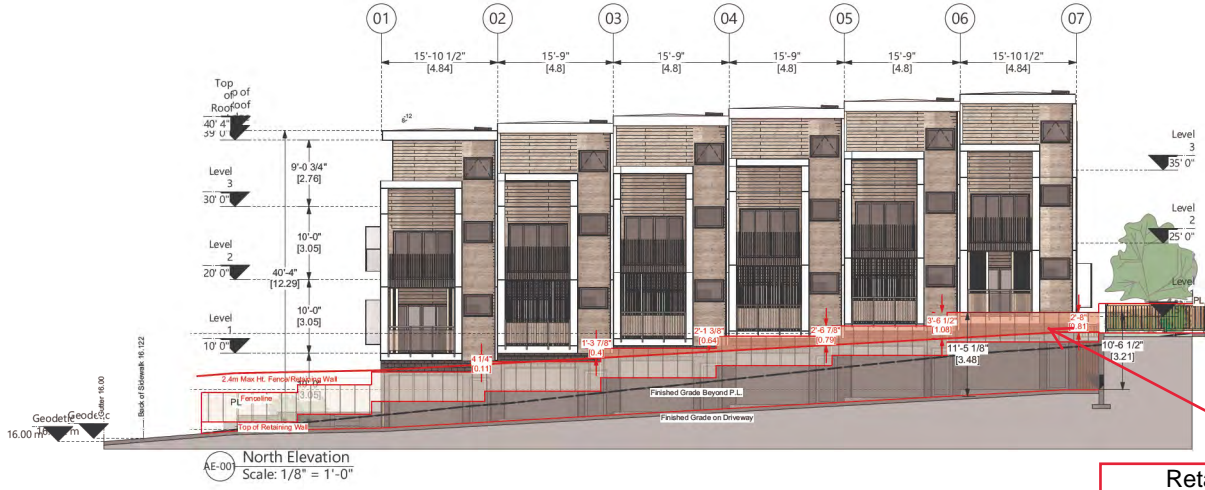 01 02 03 04 05 06 07
15'-10 1/2" 15'-9" 15'-9" 15'-9" 15'-9" 15'-10 1/2"
[4.84] [4.8] [4.8] [4.8] [4.8] [4.84]
Top
of
Roof
40' 4"
39' 0"
9'-0 3/4"
[2.76]
Level
3
30' 0"
10'-0"
[3.05]
Level
2
20' 0"
40'-4"
[12.29]
10'-0"
[3.05]
Level
1
10' 0"
[3.05]
Level
3
35' 0"
Level
2
25' 0"
Level
PL
4 1/4"
[0.11]
1'-3 7/8"
[0.4]
2'-1 3/8"
[0.64]
2'-6 7/8"
[0.79]
3'-6 1/2"
[1.08]
2'-8"
[0.81]
11'-5 1/8"
[3.48]
10'-6 1/2"
[3.21]
2.4m Max Ht. Fence/Retaining Wall
Fenceline
PL
Top of Retaining Wall
Finished Grade Beyond P.L.
Finished Grade on Driveway
Gutter 16.00
Back of Sidewalk 16.122
Geodetic
16.00 m
AE-001
North Elevation
Scale: 1/8" = 1'-0"
Reta